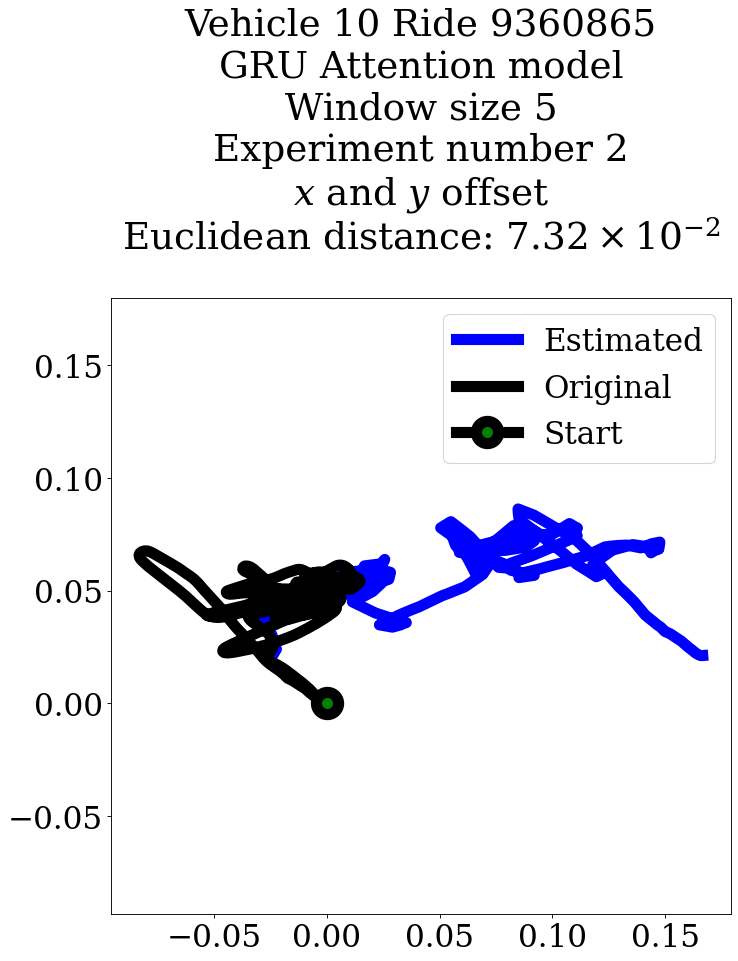 Vehicle 10 Ride 9360865
GRU Attention model
Window size 5
Experiment number 2
x and y offset
Euclidean distance: 7.32 × 10⁻²
Estimated
Original
Start
0.15
0.10
0.05
0.00
−0.05
−0.05 0.00 0.05 0.10 0.15